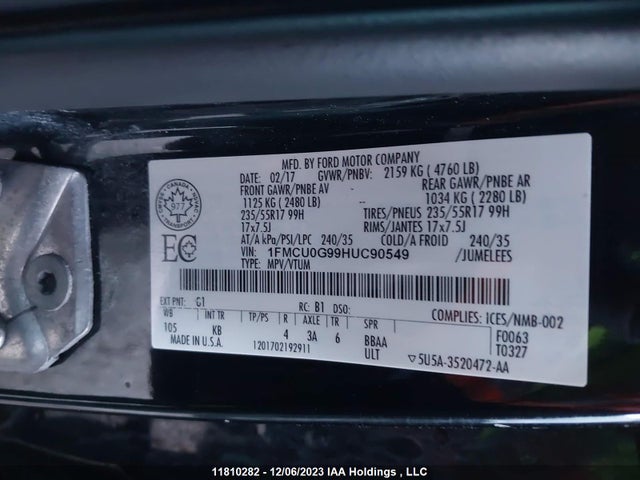 MFD. BY FORD MOTOR COMPANY
DATE: 02/17 GVWR/PNBV: 2159 KG ( 4760 LB)
FRONT GAWR/PNBE AV REAR GAWR/PNBE AR
1125 KG ( 2480 LB) 1034 KG ( 2280 LB)
235/55R17 99H TIRES/PNEUS 235/55R17 99H
17x7.5J RIMS/JANTES 17x7.5J
AT/A kPa/PSI/LPC 240/35 COLD/A FROID 240/35
VIN: 1FMCU0G99HUC90549 /JUMELEES
TYPE: MPV/VTUM
CANADA
977
EC
EXT PNT: G1 RC: B1 DSO: COMPLIES: ICES/NMB-002
WB INT TR TP/PS R AXLE TR SPR F0063
105 KB 4 3A 6 BBAA T0327
MADE IN U.S.A. 1201702192911 ULT 5U5A-3520472-AA
11810282 - 12/06/2023 IAA Holdings , LLC